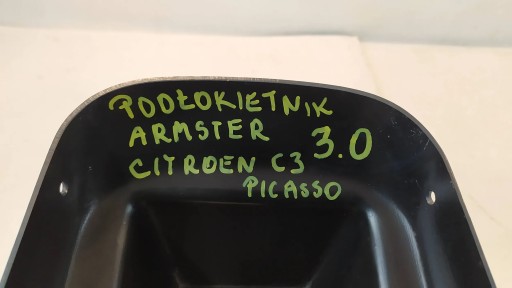 PODŁOKIETNIK
ARMSTER 3.0
CITROEN C3
PICASSO